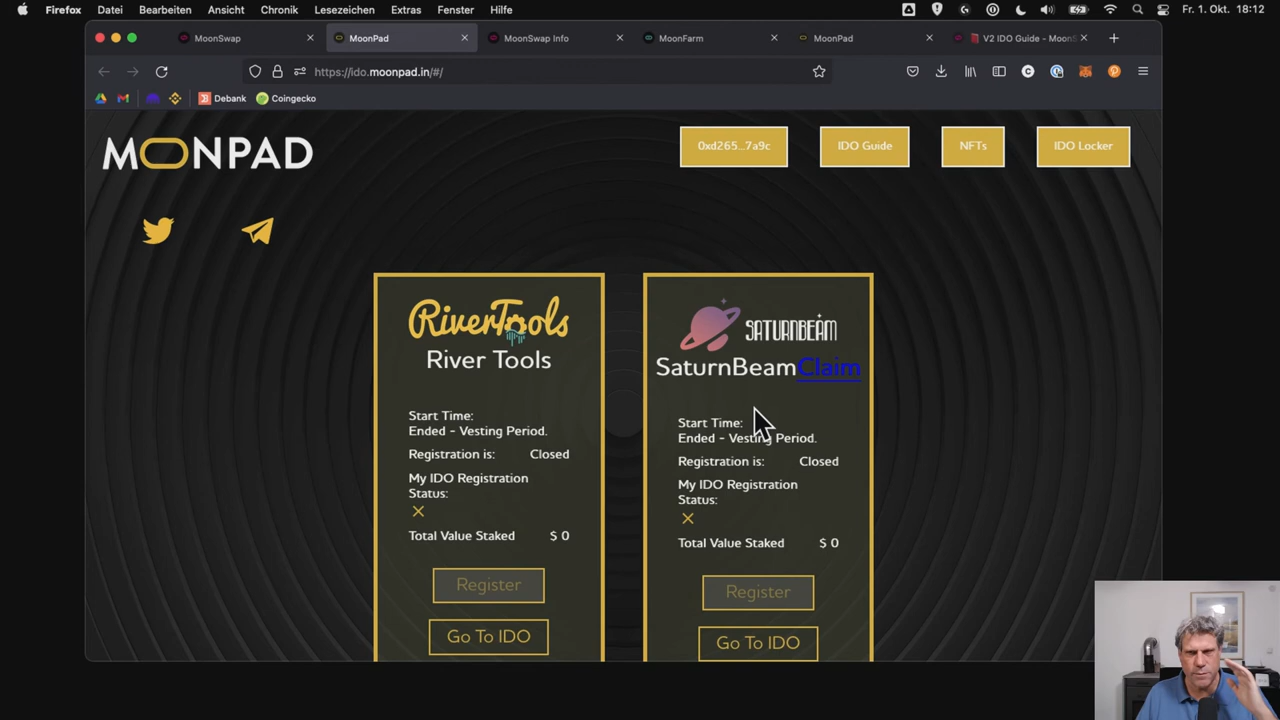 Firefox Datei Bearbeiten Ansicht Chronik Lesezeichen Extras Fenster Hilfe Fr. 1. Okt. 18:12
MoonSwap MoonPad MoonSwap Info MoonFarm MoonPad V2 IDO Guide - MoonS
https://ido.moonpad.in/#/
Debank Coingecko
MOONPAD
0xd265...7a9c IDO Guide NFTs IDO Locker
RiverTools
River Tools
Start Time:
Ended - Vesting Period.
Registration is: Closed
My IDO Registration
Status:
Total Value Staked $ 0
Register
Go To IDO
SATURNBEAM
SaturnBeamClaim
Start Time:
Ended - Vesting Period.
Registration is: Closed
My IDO Registration
Status:
Total Value Staked $ 0
Register
Go To IDO